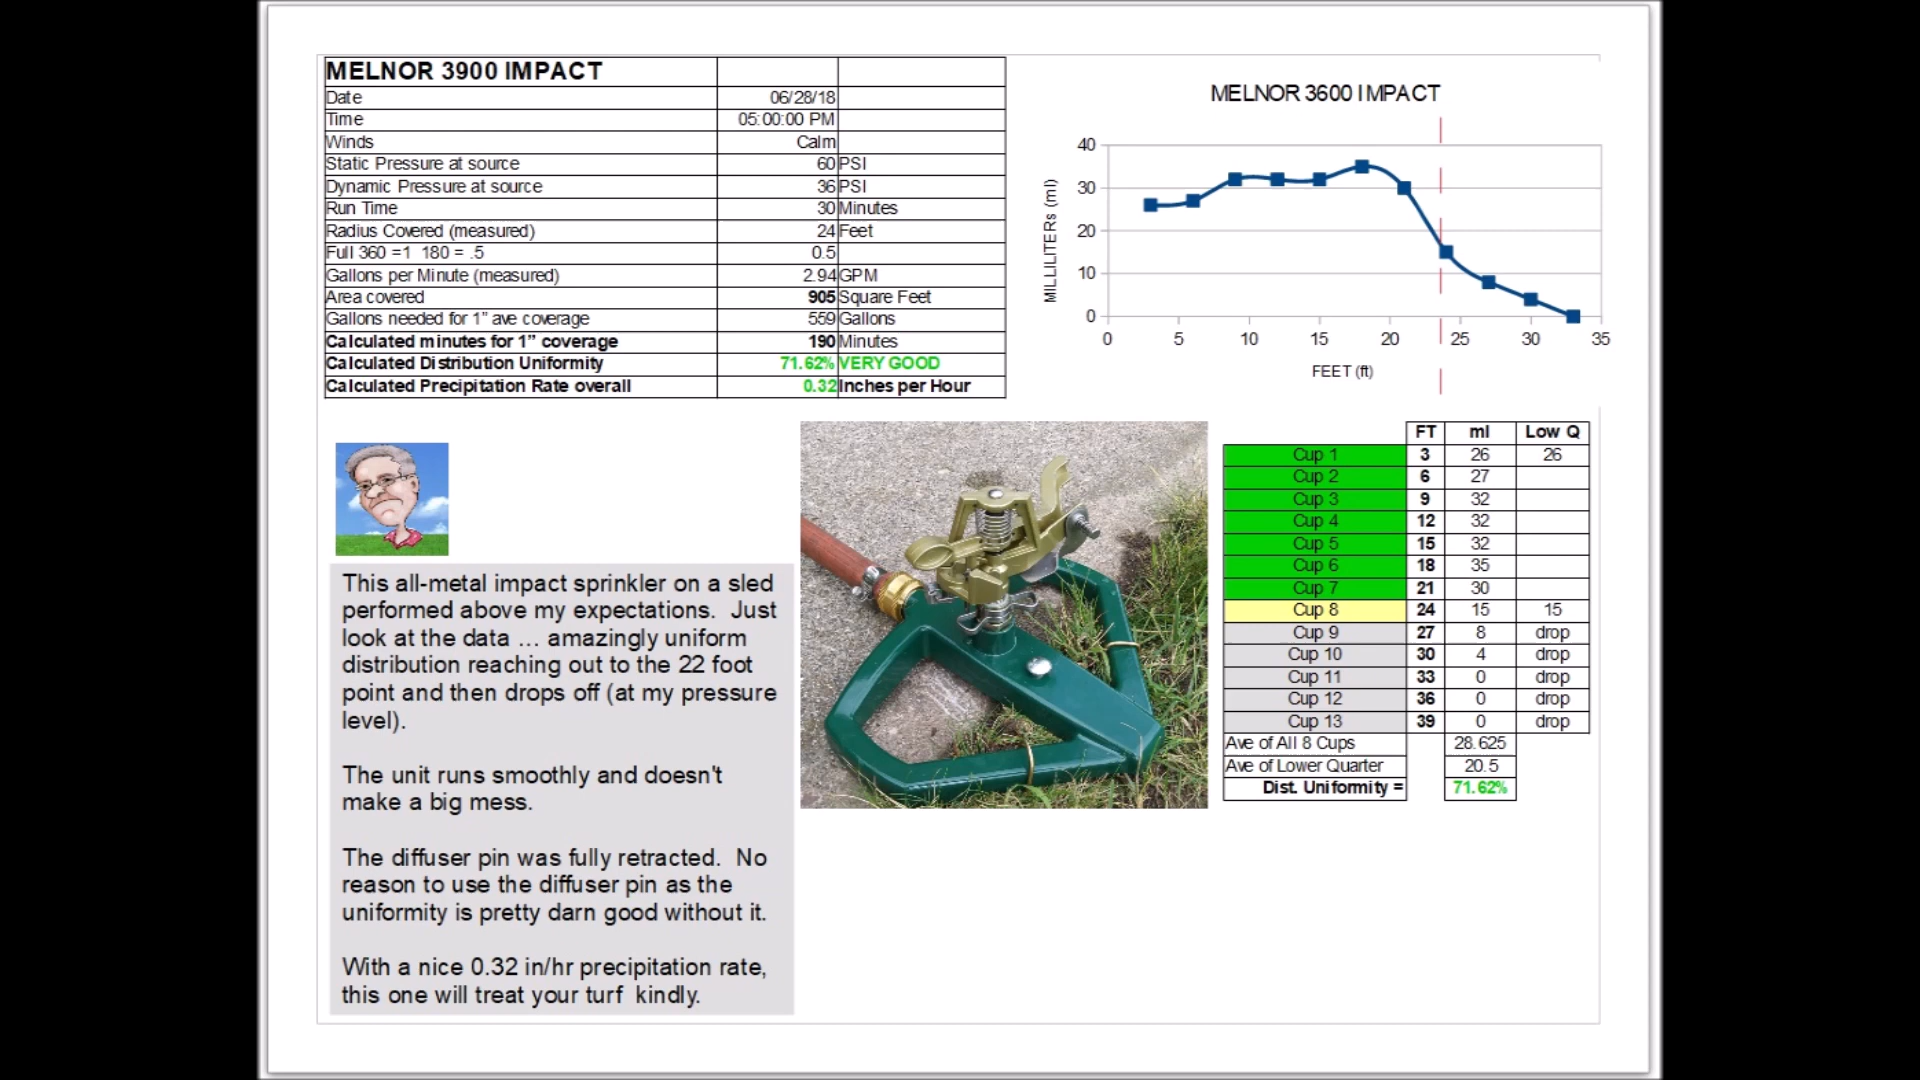 MELNOR 3900 IMPACT
Date 06/28/18
Time 05:00:00 PM
Winds Calm
Static Pressure at source 60 PSI
Dynamic Pressure at source 36 PSI
Run Time 30 Minutes
Radius Covered (measured) 24 Feet
Full 360 =1 180 = .5 0.5
Gallons per Minute (measured) 2.94 GPM
Area covered 905 Square Feet
Gallons needed for 1” ave coverage 559 Gallons
Calculated minutes for 1” coverage 190 Minutes
Calculated Distribution Uniformity 71.62% VERY GOOD
Calculated Precipitation Rate overall 0.32 Inches per Hour
MELNOR 3600 IMPACT
MILLILITERs (ml)
40
30
20
10
0
0 5 10 15 20 25 30 35
FEET (ft)
This all-metal impact sprinkler on a sled
performed above my expectations. Just
look at the data ... amazingly uniform
distribution reaching out to the 22 foot
point and then drops off (at my pressure
level).
The unit runs smoothly and doesn't
make a big mess.
The diffuser pin was fully retracted. No
reason to use the diffuser pin as the
uniformity is pretty darn good without it.
With a nice 0.32 in/hr precipitation rate,
this one will treat your turf kindly.
FT ml Low Q
Cup 1 3 26 26
Cup 2 6 27
Cup 3 9 32
Cup 4 12 32
Cup 5 15 32
Cup 6 18 35
Cup 7 21 30
Cup 8 24 15 15
Cup 9 27 8 drop
Cup 10 30 4 drop
Cup 11 33 0 drop
Cup 12 36 0 drop
Cup 13 39 0 drop
Ave of All 8 Cups 28.625
Ave of Lower Quarter 20.5
Dist. Uniformity = 71.62%